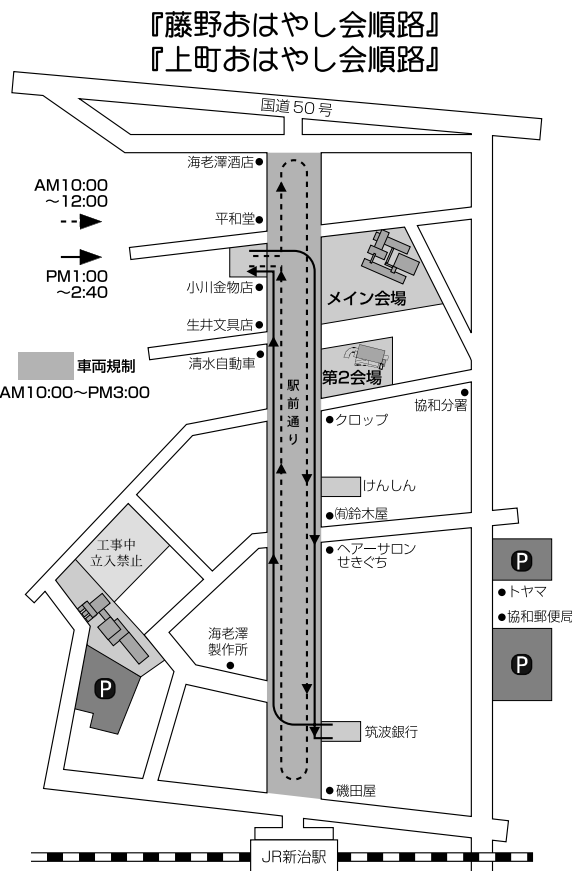 『藤野おはやし会順路』
『上町おはやし会順路』
国道50号
海老澤酒店
AM10:00
～12:00
平和堂
PM1:00
～2:40
小川金物店
メイン会場
生井文具店
清水自動車
車両規制
AM10:00～PM3:00
第2会場
駅前通り
協和分署
クロップ
けんしん
㈲鈴木屋
工事中
立入禁止
ヘアーサロン
せきぐち
P
トヤマ
協和郵便局
海老澤
製作所
P
P
筑波銀行
磯田屋
JR新治駅